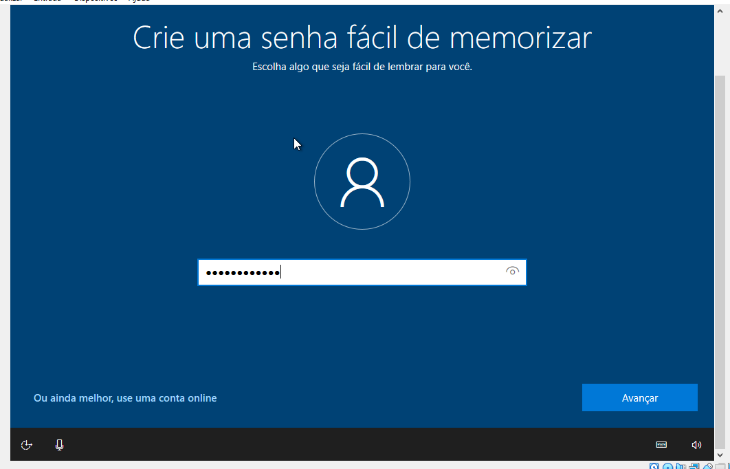 Crie uma senha fácil de memorizar
Escolha algo que seja fácil de lembrar para você.
••••••••••••
Ou ainda melhor, use uma conta online
Avançar